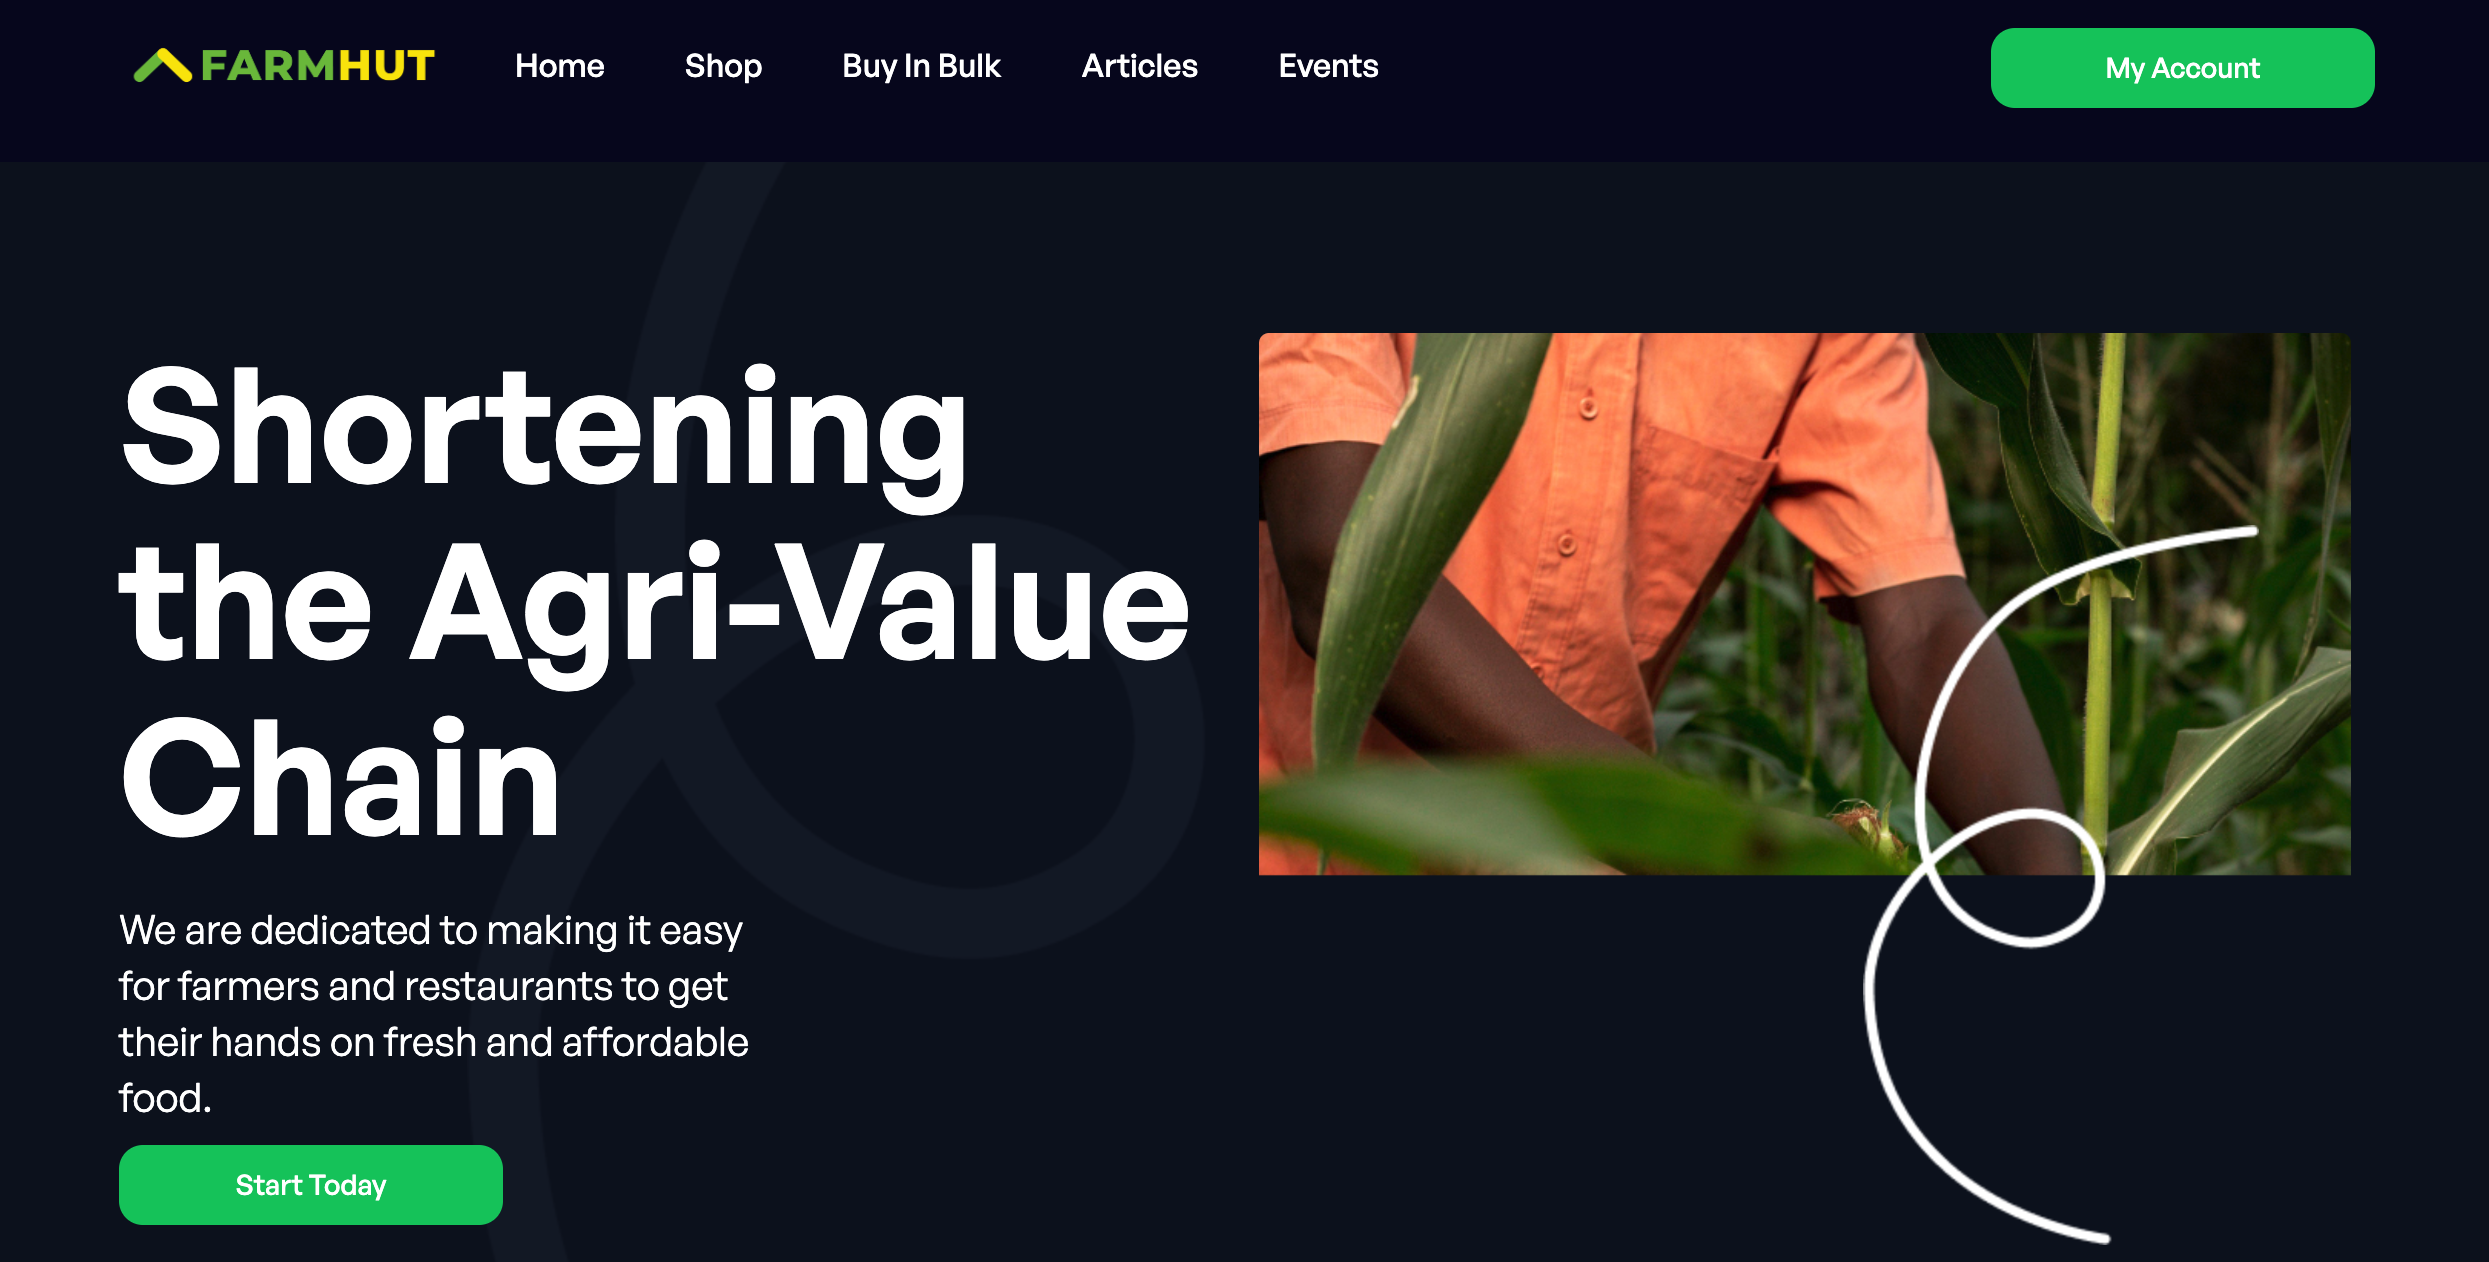 FARMHUT
Home
Shop
Buy In Bulk
Articles
Events
My Account
Shortening
the Agri-Value
Chain
We are dedicated to making it easy
for farmers and restaurants to get
their hands on fresh and affordable
food.
Start Today